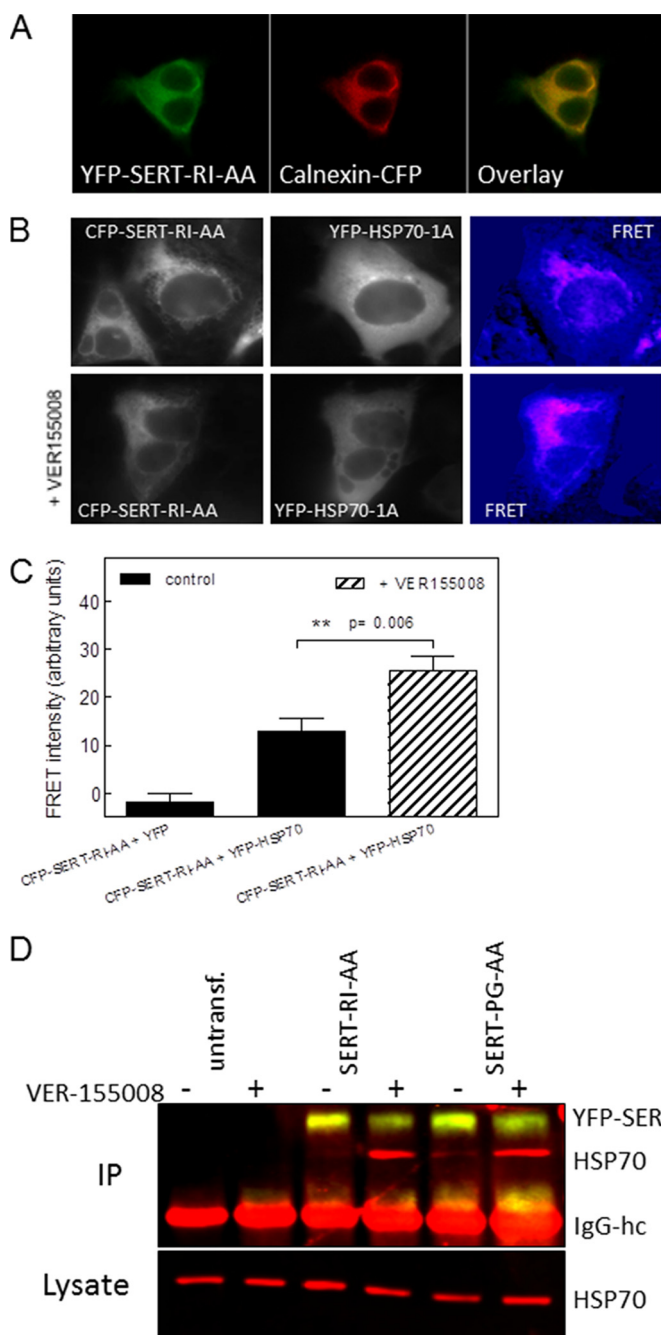 A
YFP-SERT-RI-AA
Calnexin-CFP
Overlay
B
CFP-SERT-RI-AA
YFP-HSP70-1A
FRET
+ VER155008
CFP-SERT-RI-AA
YFP-HSP70-1A
FRET
C
control
+ VER155008
** p= 0.006
FRET intensity (arbitrary units)
40
30
20
10
0
CFP-SERT-RI-AA + YFP
CFP-SERT-RI-AA + YFP-HSP70
CFP-SERT-RI-AA + YFP-HSP70
D
untransf.
SERT-RI-AA
SERT-PG-AA
VER-155008 - + - + - +
YFP-SER
IP
HSP70
IgG-hc
Lysate
HSP70